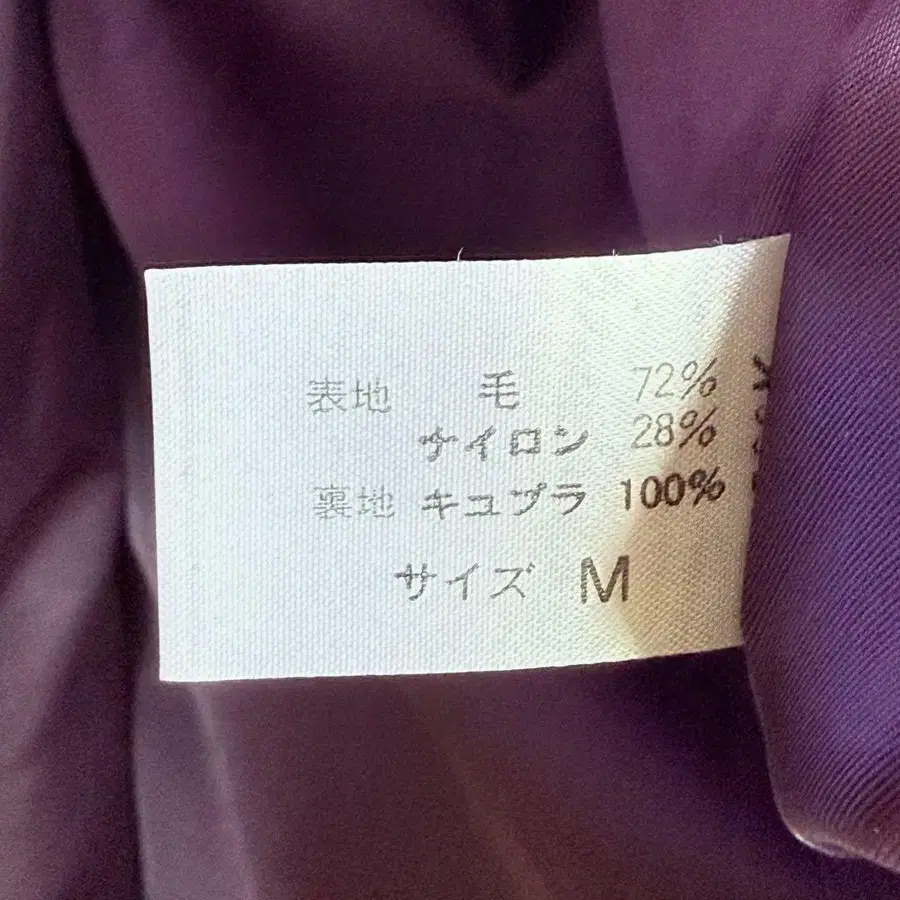 表地 毛 72%
ナイロン 28%
裏地 キュプラ 100%
サイズ M